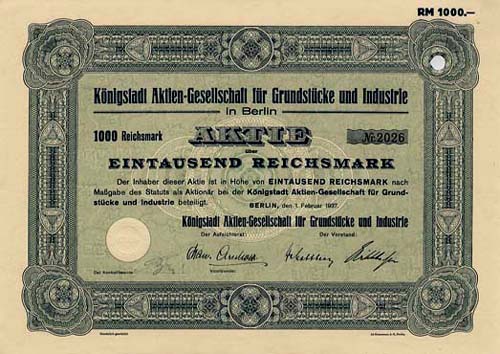 RM 1000.—
Königstadt Aktien-Gesellschaft für Grundstücke und Industrie
in Berlin
1000 Reichsmark AKTIE № 2026
über
EINTAUSEND REICHSMARK
Der Inhaber dieser Aktie ist in Höhe von EINTAUSEND REICHSMARK nach
Maßgabe des Statuts als Aktionär bei der Königstadt Aktien-Gesellschaft für Grund-
stücke und Industrie beteiligt.
BERLIN, den 1. Februar 1937.
Königstadt Aktien-Gesellschaft für Grundstücke und Industrie
Der Aufsichtsrat: Der Vorstand:
Der Kontrollbeamte
Vorsitzender